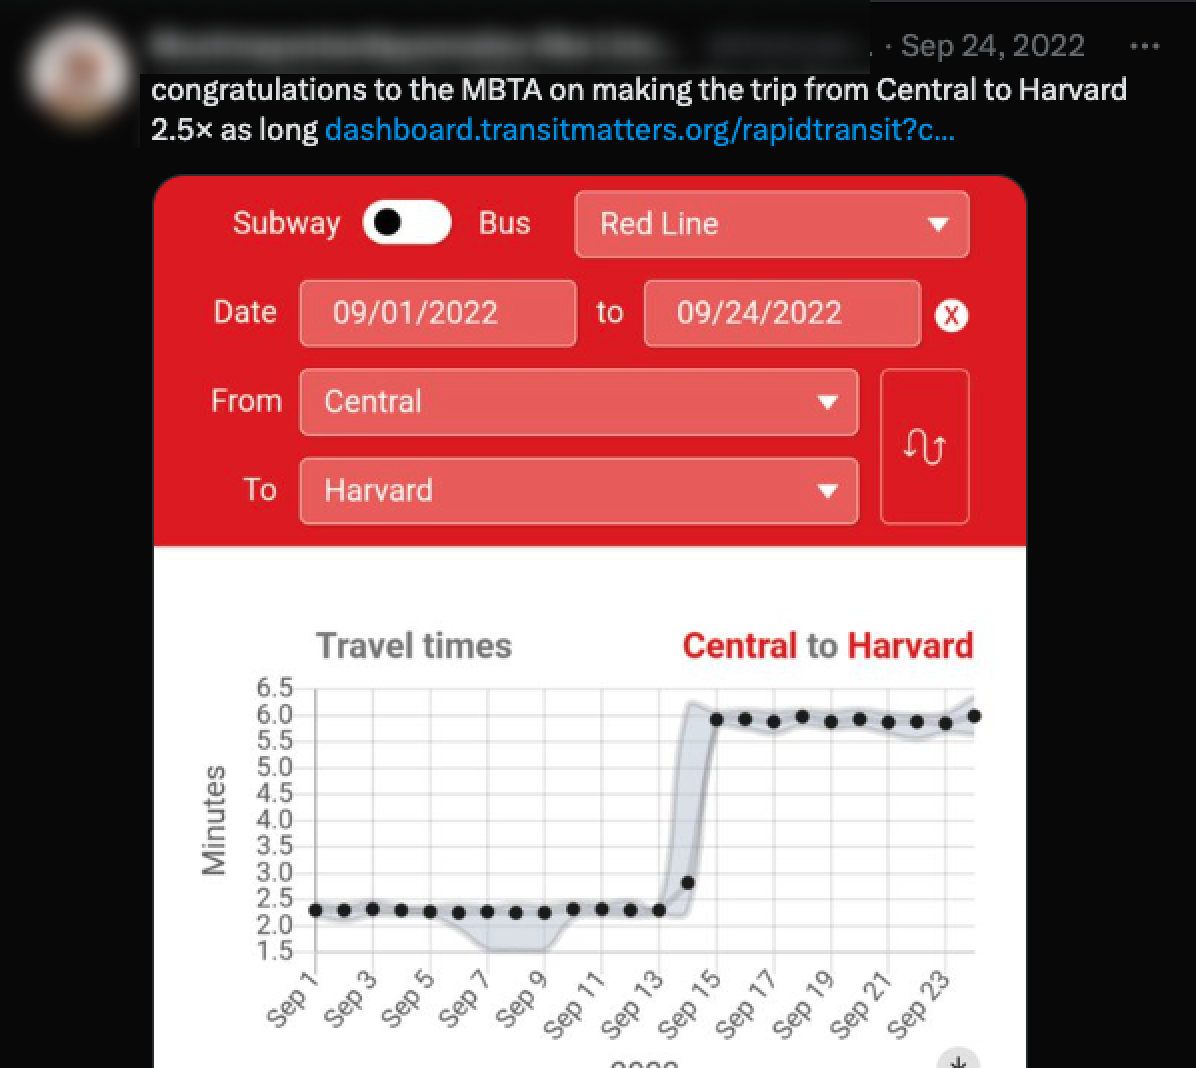 · Sep 24, 2022
congratulations to the MBTA on making the trip from Central to Harvard
2.5× as long dashboard.transitmatters.org/rapidtransit?c...
Subway Bus Red Line
Date 09/01/2022 to 09/24/2022 X
From Central
To Harvard
Travel times Central to Harvard
6.5
6.0
5.5
5.0
4.5
4.0
3.5
3.0
2.5
2.0
1.5
Minutes
Sep 1 Sep 3 Sep 5 Sep 7 Sep 9 Sep 11 Sep 13 Sep 15 Sep 17 Sep 19 Sep 21 Sep 23